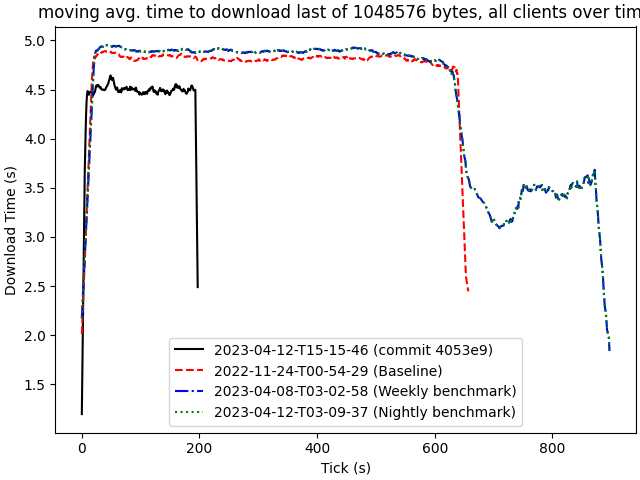 moving avg. time to download last of 1048576 bytes, all clients over tim
5.0
4.5
4.0
3.5
3.0
2.5
2.0
1.5
Download Time (s)
2023-04-12-T15-15-46 (commit 4053e9)
2022-11-24-T00-54-29 (Baseline)
2023-04-08-T03-02-58 (Weekly benchmark)
2023-04-12-T03-09-37 (Nightly benchmark)
0 200 400 600 800
Tick (s)